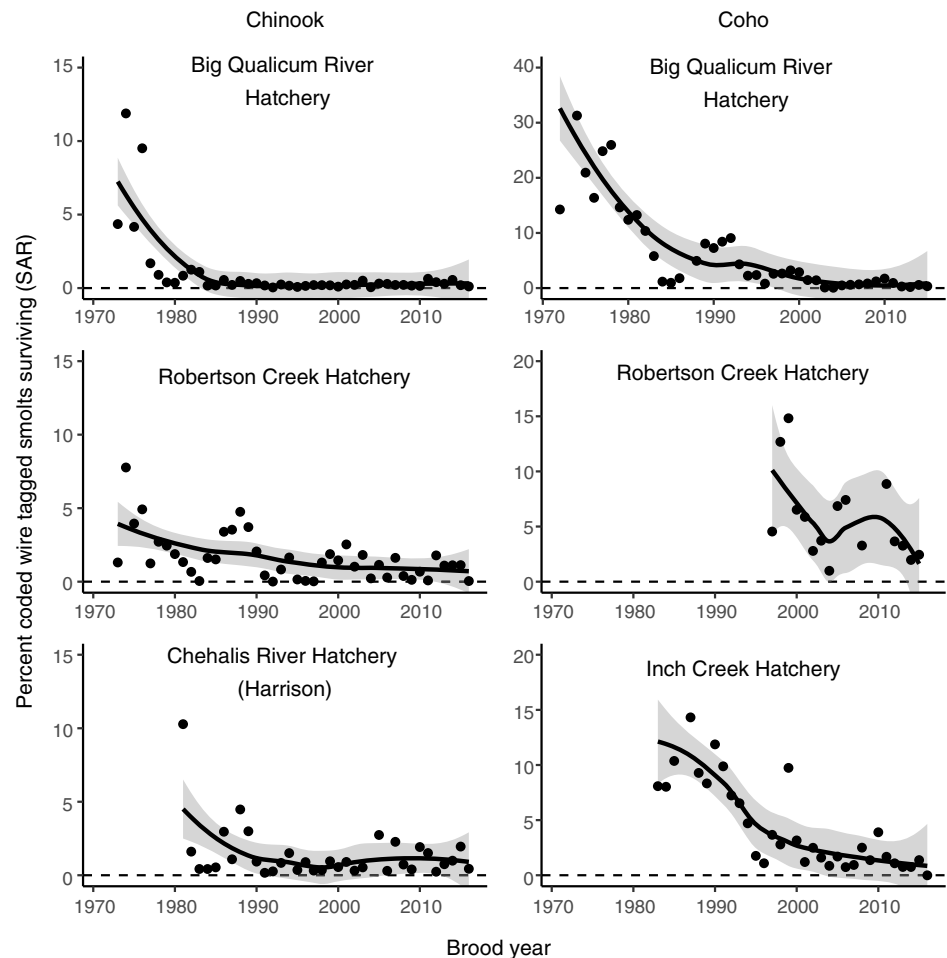 Chinook
Coho
Percent coded wire tagged smolts surviving (SAR)
Big Qualicum River
Hatchery
15
10
5
0
1970 1980 1990 2000 2010
Big Qualicum River
Hatchery
40
30
20
10
0
1970 1980 1990 2000 2010
Robertson Creek Hatchery
15
10
5
0
1970 1980 1990 2000 2010
Robertson Creek Hatchery
20
15
10
5
0
1970 1980 1990 2000 2010
Chehalis River Hatchery
(Harrison)
15
10
5
0
1970 1980 1990 2000 2010
Inch Creek Hatchery
20
15
10
5
0
1970 1980 1990 2000 2010
Brood year